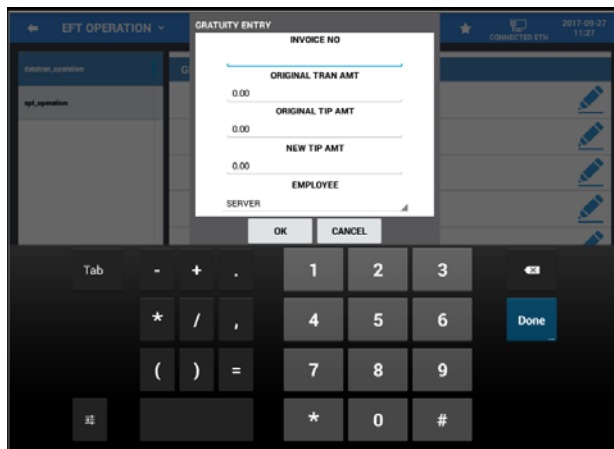 EFT OPERATION
GRATUITY ENTRY
CONNECTED ETH
2017-09-27
11:27
datatran_operation
G
ept_operation
INVOICE NO
ORIGINAL TRAN AMT
0.00
ORIGINAL TIP AMT
0.00
NEW TIP AMT
0.00
EMPLOYEE
SERVER
OK CANCEL
Tab - + . 1 2 3
* / , 4 5 6 Done
...
( ) = 7 8 9
* 0 #